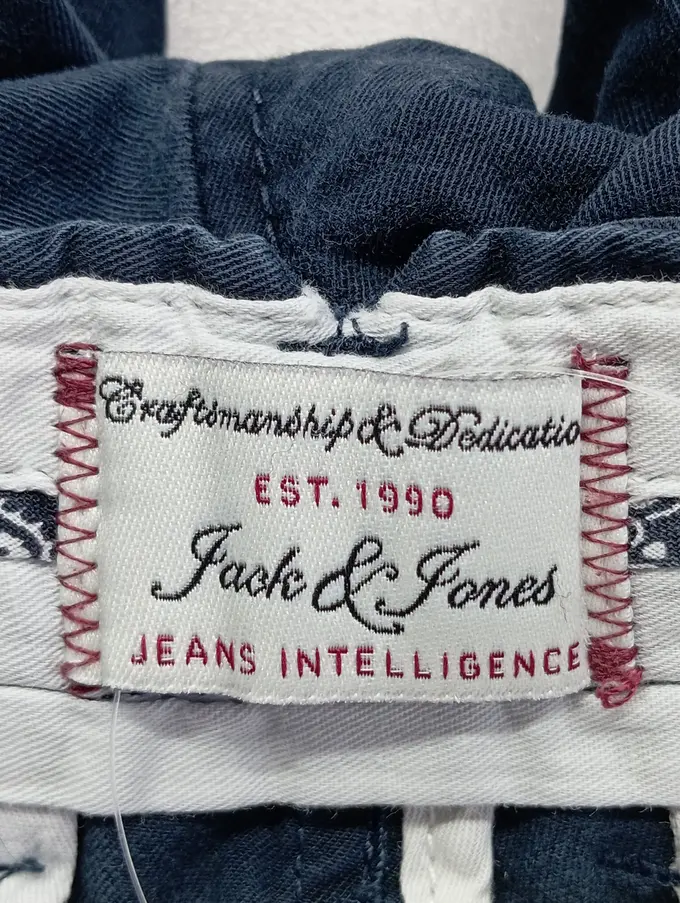 Craftsmanship & Dedicatio
EST. 1990
Jack & Jones
JEANS INTELLIGENCE